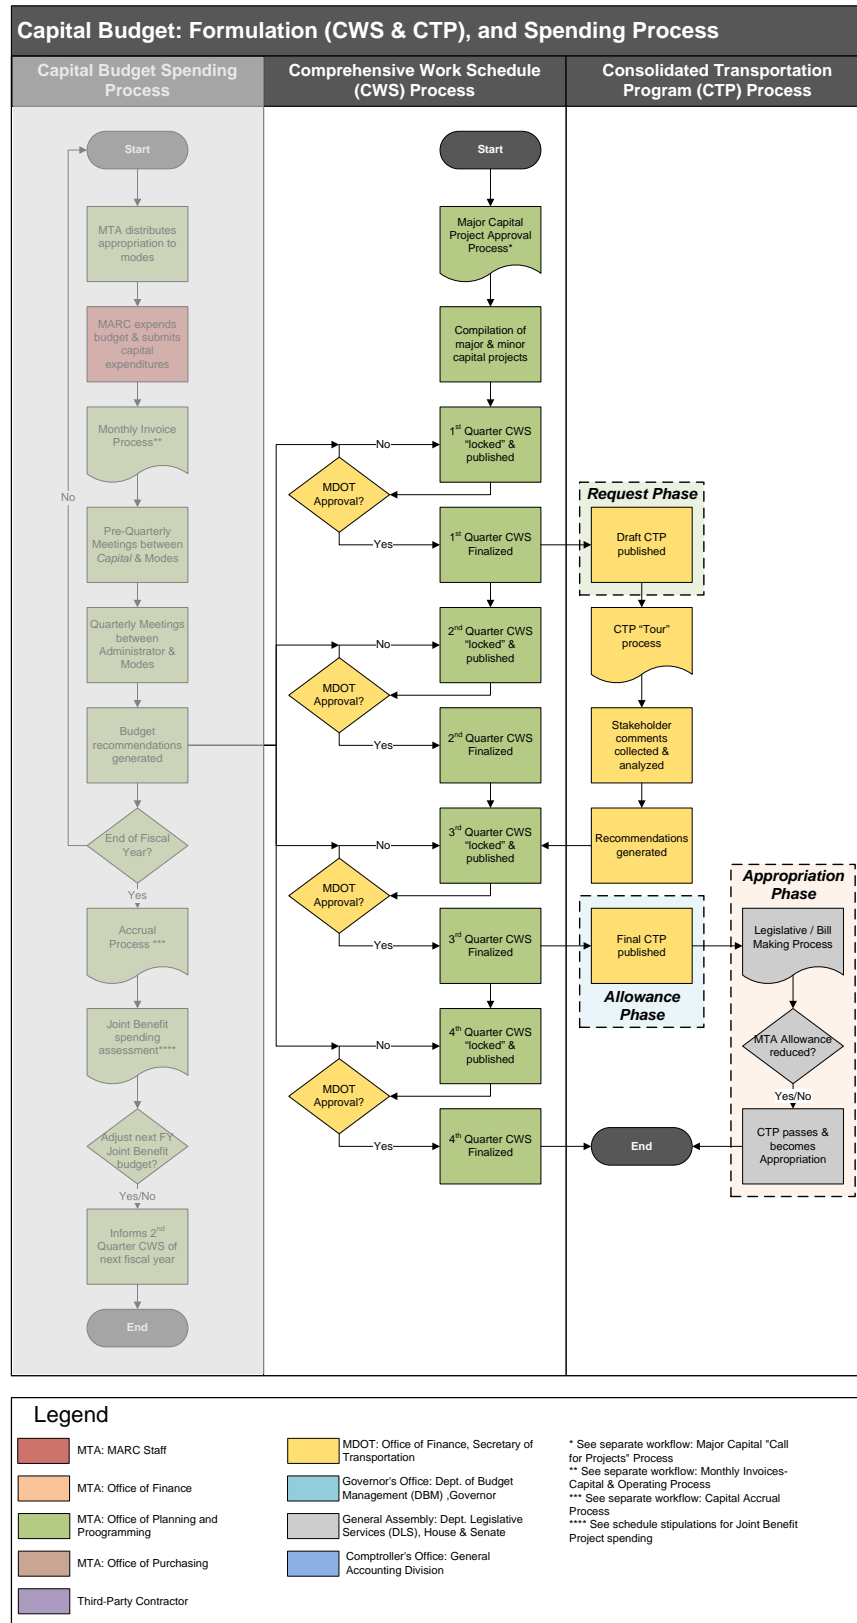 Capital Budget: Formulation (CWS & CTP), and Spending Process
Capital Budget Spending
Process
Comprehensive Work Schedule
(CWS) Process
Consolidated Transportation
Program (CTP) Process
Start
MTA distributes
appropriation to
modes
MARC expends
budget & submits
capital
expenditures
Monthly Invoice
Process**
No
Pre-Quarterly
Meetings between
Capital & Modes
Quarterly Meetings
between
Administrator &
Modes
Budget
recommendations
generated
End of Fiscal
Year?
Yes
Accrual
Process ***
Joint Benefit
spending
assessment****
Adjust next FY
Joint Benefit
budget?
Yes/No
Informs 2nd
Quarter CWS of
next fiscal year
End
Start
Major Capital
Project Approval
Process*
Compilation of
major & minor
capital projects
No
1st Quarter CWS
“locked” &
published
MDOT
Approval?
Yes
1st Quarter CWS
Finalized
No
2nd Quarter CWS
“locked” &
published
MDOT
Approval?
Yes
2nd Quarter CWS
Finalized
No
3rd Quarter CWS
“locked” &
published
MDOT
Approval?
Yes
3rd Quarter CWS
Finalized
No
4th Quarter CWS
“locked” &
published
MDOT
Approval?
Yes
4th Quarter CWS
Finalized
Request Phase
Draft CTP
published
CTP “Tour”
process
Stakeholder
comments
collected &
analyzed
Recommendations
generated
Final CTP
published
Allowance
Phase
End
Appropriation
Phase
Legislative / Bill
Making Process
MTA Allowance
reduced?
Yes/No
CTP passes &
becomes
Appropriation
Legend
MTA: MARC Staff
MTA: Office of Finance
MTA: Office of Planning and
Proogramming
MTA: Office of Purchasing
Third-Party Contractor
MDOT: Office of Finance, Secretary of
Transportation
Governor's Office: Dept. of Budget
Management (DBM) ,Governor
General Assembly: Dept. Legislative
Services (DLS), House & Senate
Comptroller's Office: General
Accounting Division
* See separate workflow: Major Capital "Call
for Projects" Process
** See separate workflow: Monthly Invoices-
Capital & Operating Process
*** See separate workflow: Capital Accrual
Process
**** See schedule stipulations for Joint Benefit
Project spending